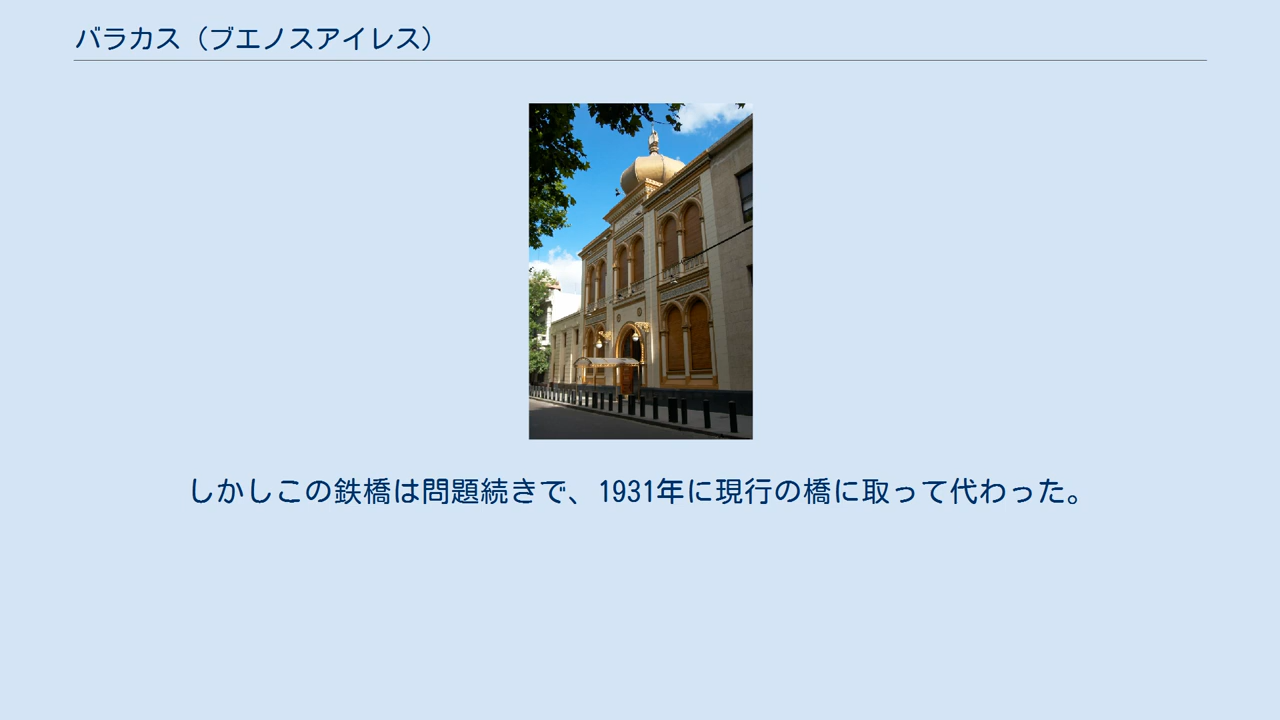 バラカス（ブエノスアイレス）
しかしこの鉄橋は問題続きで、1931年に現行の橋に取って代わった。